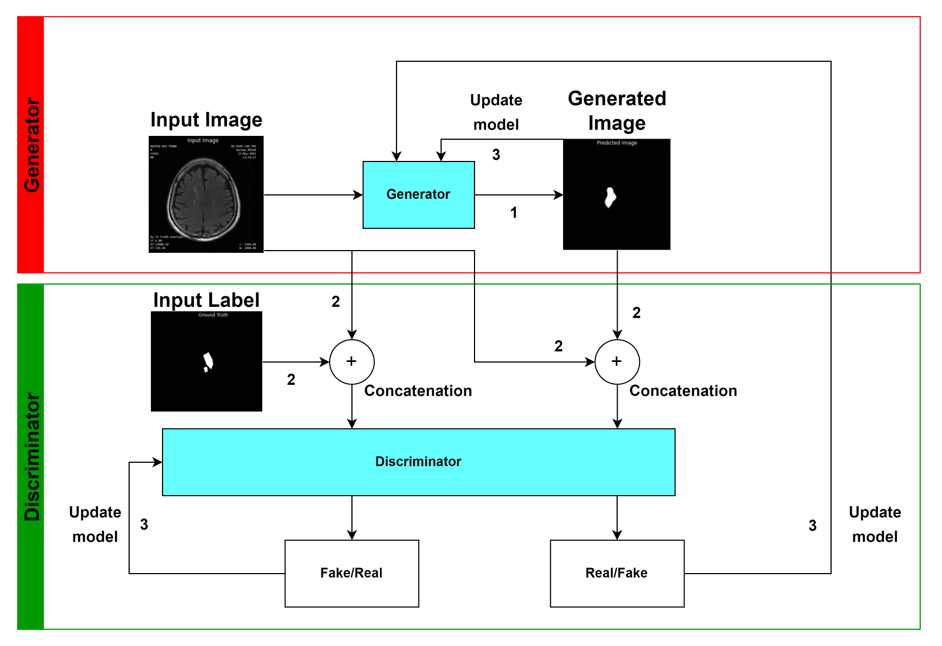 Generator
Input Image
Input Image
Update
model
3
Generated
Image
Predicted Image
Generator
1
Discriminator
Input Label
Ground Truth
2
2
2
2
+
+
Concatenation
Concatenation
Discriminator
Update
model
3
Fake/Real
Real/Fake
3
Update
model